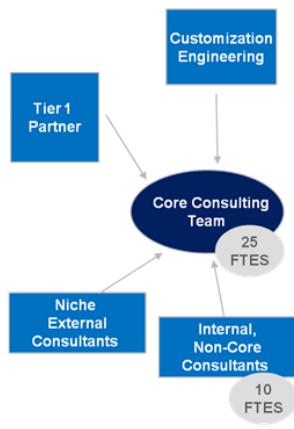 Customization
Engineering
Tier 1
Partner
Core Consulting
Team
25
FTES
Niche
External
Consultants
Internal,
Non-Core
Consultants
10
FTES